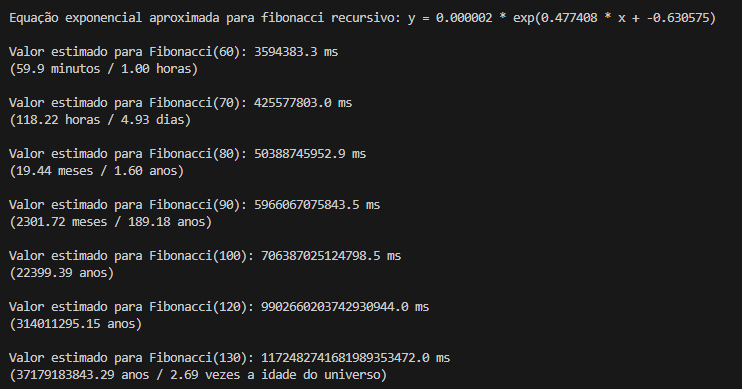 Equação exponencial aproximada para fibonacci recursivo: y = 0.000002 * exp(0.477408 * x + -0.630575)
Valor estimado para Fibonacci(60): 3594383.3 ms
(59.9 minutos / 1.00 horas)
Valor estimado para Fibonacci(70): 425577803.0 ms
(118.22 horas / 4.93 dias)
Valor estimado para Fibonacci(80): 50388745952.9 ms
(19.44 meses / 1.60 anos)
Valor estimado para Fibonacci(90): 5966067075843.5 ms
(2301.72 meses / 189.18 anos)
Valor estimado para Fibonacci(100): 706387025124798.5 ms
(22399.39 anos)
Valor estimado para Fibonacci(120): 9902660203742930944.0 ms
(314011295.15 anos)
Valor estimado para Fibonacci(130): 1172482741681989353472.0 ms
(37179183843.29 anos / 2.69 vezes a idade do universo)